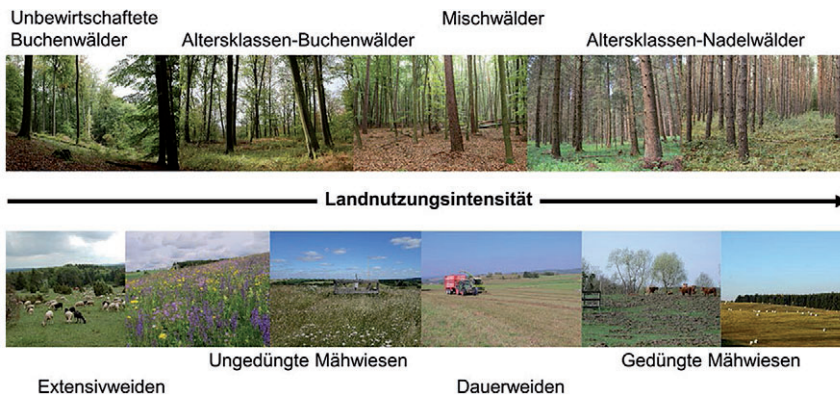 Unbewirtschaftete
Buchenwälder
Altersklassen-Buchenwälder
Mischwälder
Altersklassen-Nadelwälder
Landnutzungsintensität
Ungedüngte Mähwiesen
Gedüngte Mähwiesen
Extensivweiden
Dauerweiden